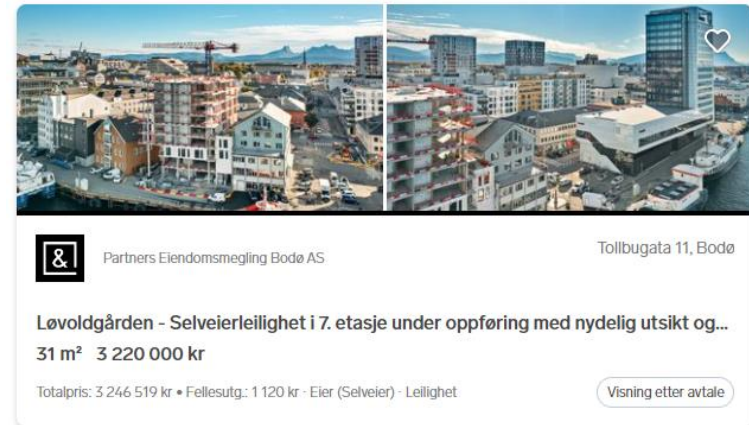 &
Partners Eiendomsmegling Bodø AS
Tollbugata 11, Bodø
Løvoldgården - Selveierleilighet i 7. etasje under oppføring med nydelig utsikt og...
31 m² 3 220 000 kr
Totalpris: 3 246 519 kr • Fellesutg.: 1 120 kr · Eier (Selveier) · Leilighet
Visning etter avtale